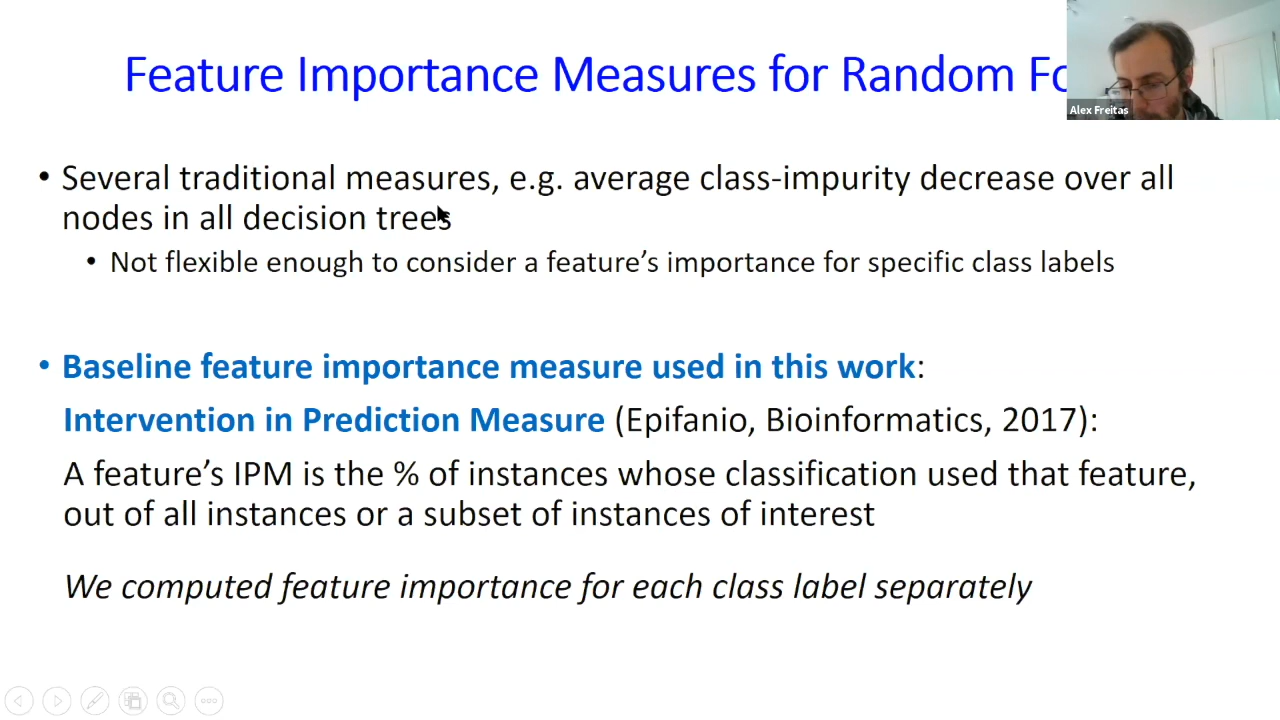 Feature Importance Measures for Random
Alex Freitas
• Several traditional measures, e.g. average class-impurity decrease over all
nodes in all decision trees
• Not flexible enough to consider a feature's importance for specific class labels
• Baseline feature importance measure used in this work:
Intervention in Prediction Measure (Epifanio, Bioinformatics, 2017):
A feature's IPM is the % of instances whose classification used that feature,
out of all instances or a subset of instances of interest
We computed feature importance for each class label separately